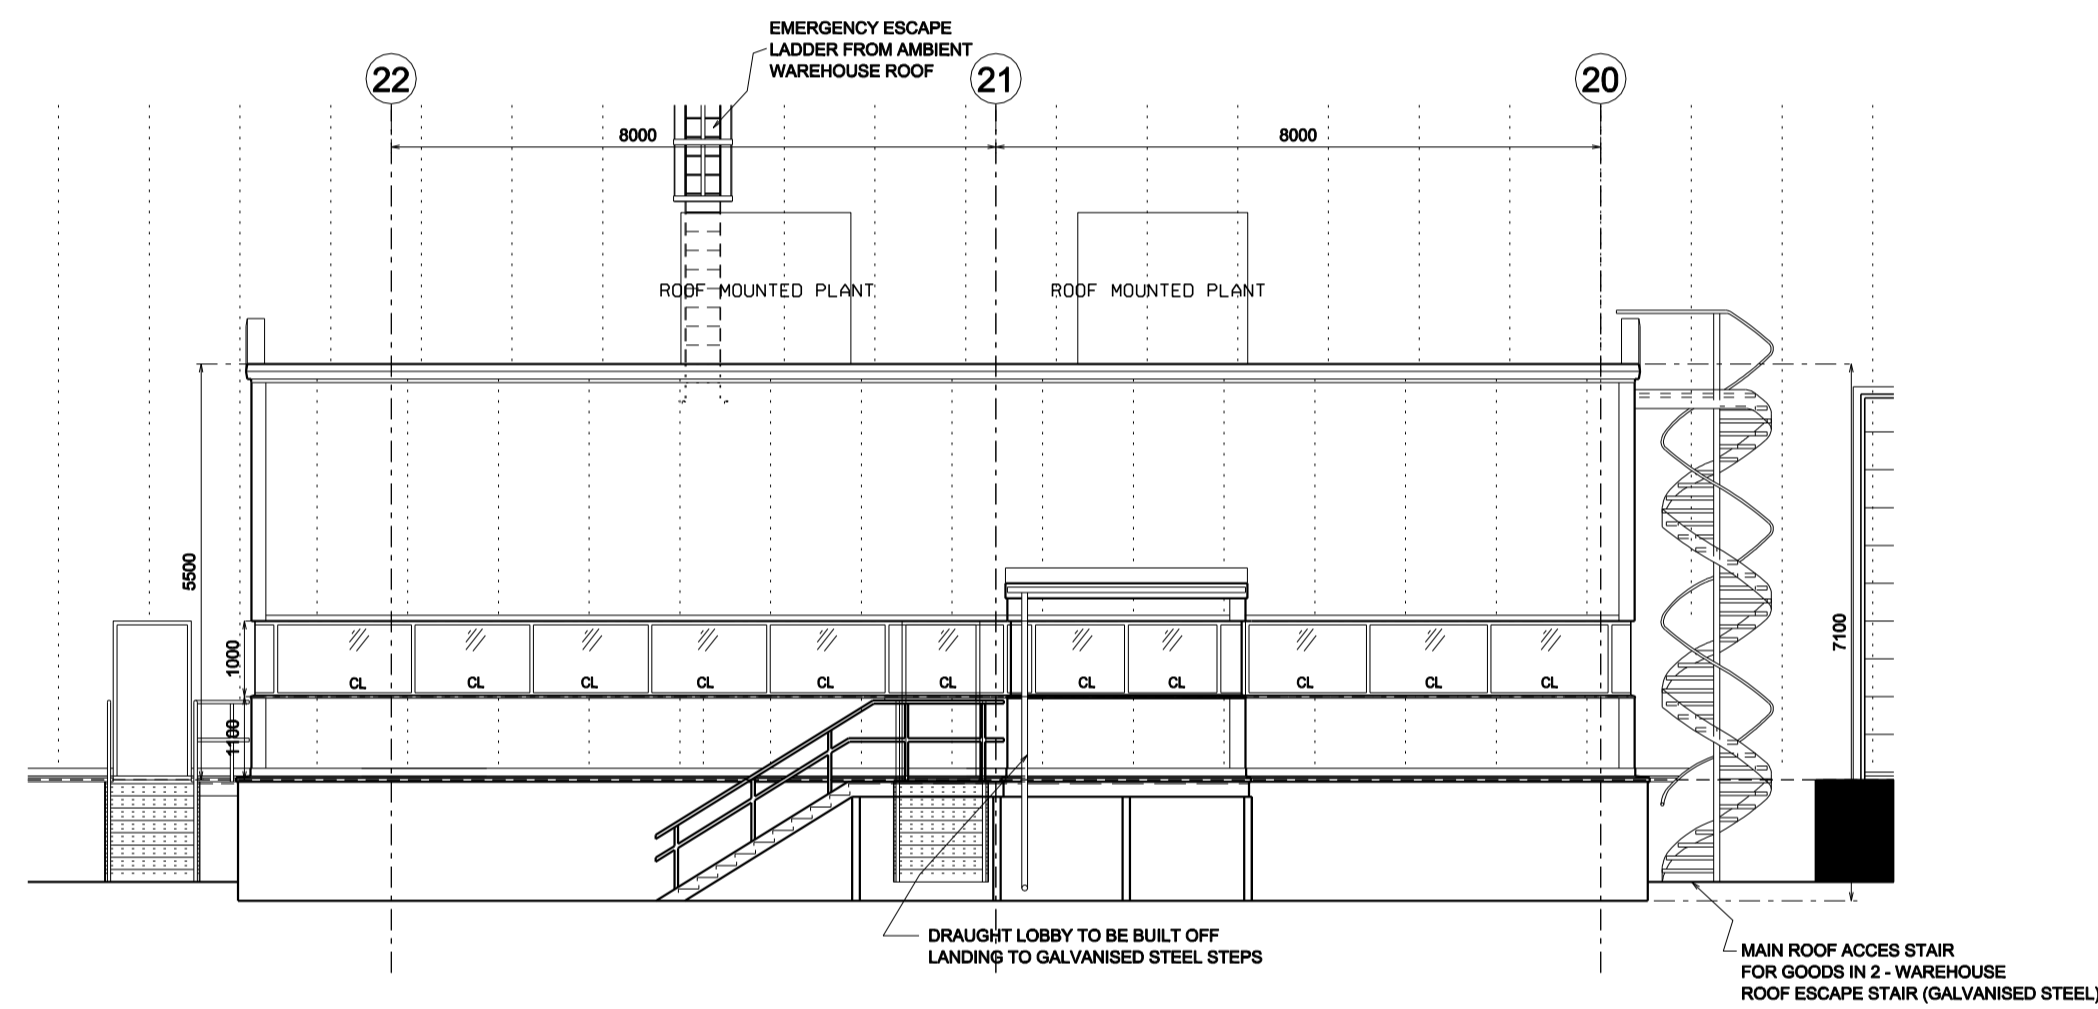 EMERGENCY ESCAPE
LADDER FROM AMBIENT
WAREHOUSE ROOF
22
21
20
8000
8000
ROOF MOUNTED PLANT
ROOF MOUNTED PLANT
5500
1000
1100
7100
CL
CL
CL
CL
CL
CL
CL
CL
CL
CL
CL
DRAUGHT LOBBY TO BE BUILT OFF
LANDING TO GALVANISED STEEL STEPS
MAIN ROOF ACCES STAIR
FOR GOODS IN 2 - WAREHOUSE
ROOF ESCAPE STAIR (GALVANISED STEEL)